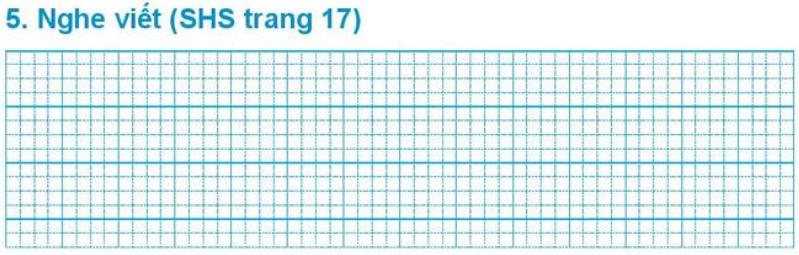 5. Nghe viết (SHS trang 17)